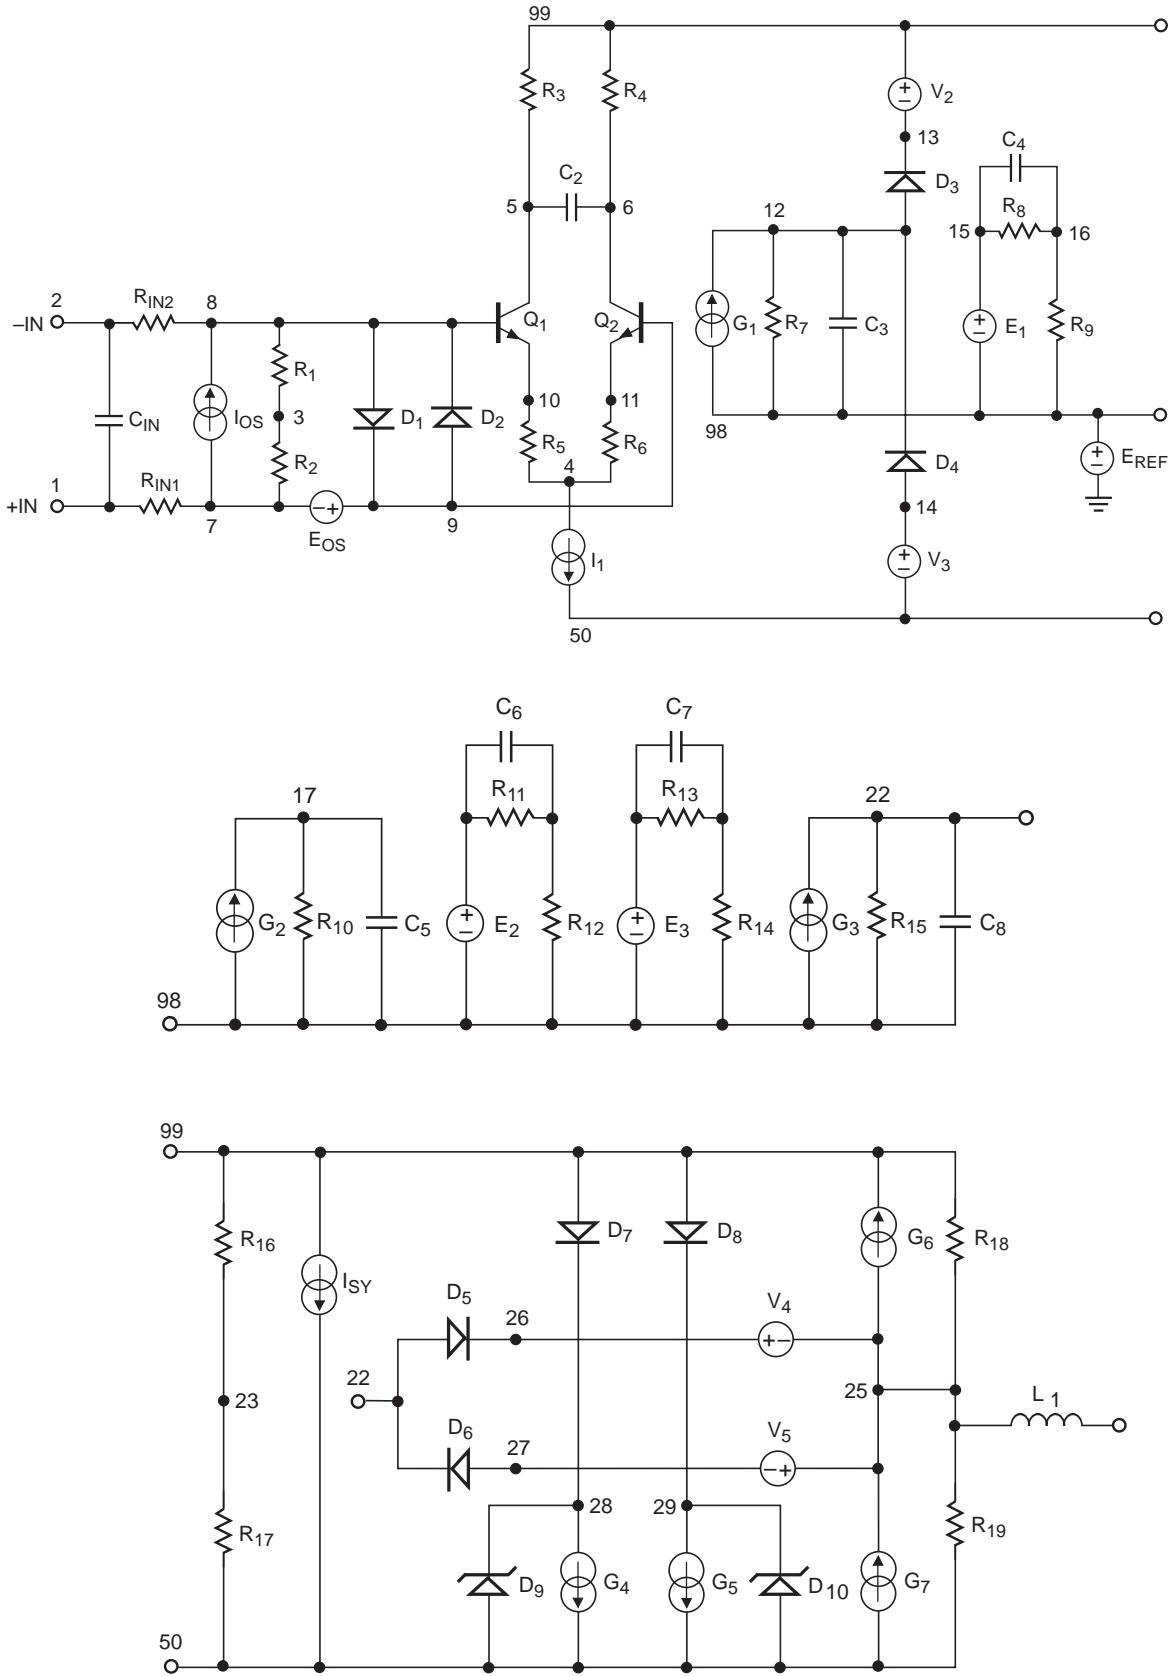 99
R3
R4
+
−
V2
13
C4
D3
C2
5
6
12
R8
15
16
2
RIN2
8
–IN
Q1
Q2
G1
R7
C3
+
−
E1
R9
R1
CIN
IOS
3
D1
D2
10
11
98
R5
R6
R2
4
D4
+
−
EREF
1
RIN1
+IN
−+
14
7
EOS
9
I1
+
−
V3
50
C6
C7
17
R11
R13
22
G2
R10
C5
+
−
E2
R12
+
−
E3
R14
G3
R15
C8
98
99
R16
D7
D8
G6
R18
ISY
D5
26
V4
+−
22
23
25
L1
D6
27
V5
−+
28
29
R17
D9
G4
G5
D10
G7
R19
50